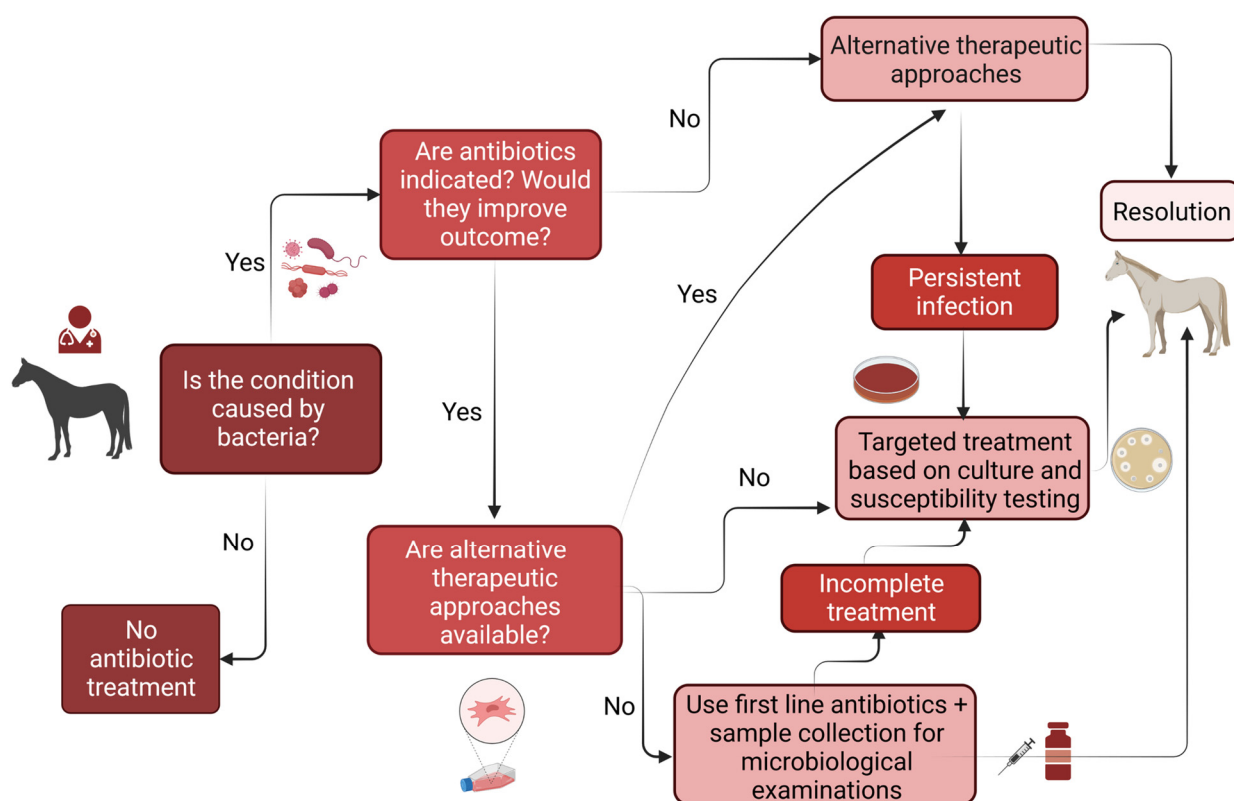 Alternative therapeutic
approaches
No
Are antibiotics
indicated? Would
they improve
outcome?
Resolution
Yes
Yes
Persistent
infection
Is the condition
caused by
bacteria?
Yes
Targeted treatment
based on culture and
susceptibility testing
No
No
Are alternative
therapeutic
approaches
available?
Incomplete
treatment
No
antibiotic
treatment
No
Use first line antibiotics +
sample collection for
microbiological
examinations